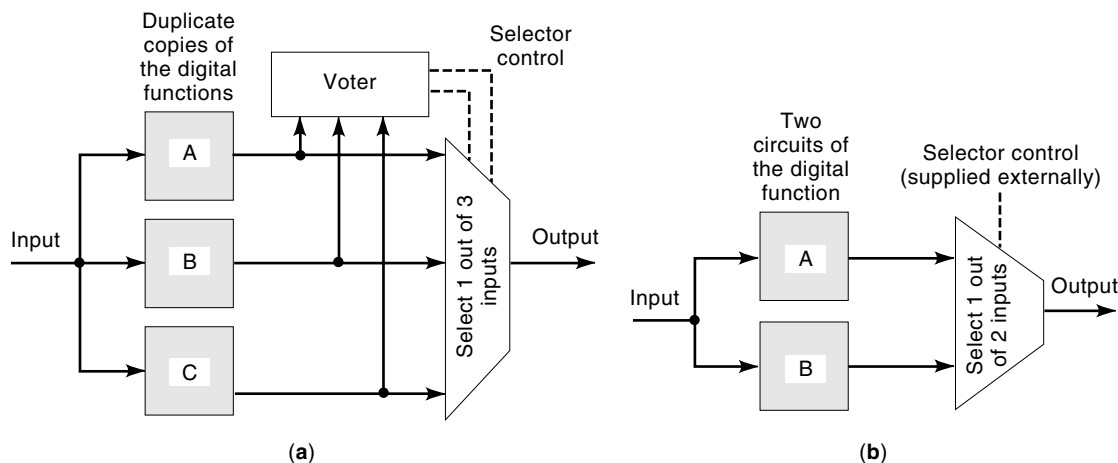 Duplicate
copies of
the digital
functions
Selector
control
Voter
A
Input
B
C
Select 1 out of 3
inputs
Output
(a)
Two
circuits of
the digital
function
Selector control
(supplied externally)
A
Input
B
Select 1 out
of 2 inputs
Output
(b)